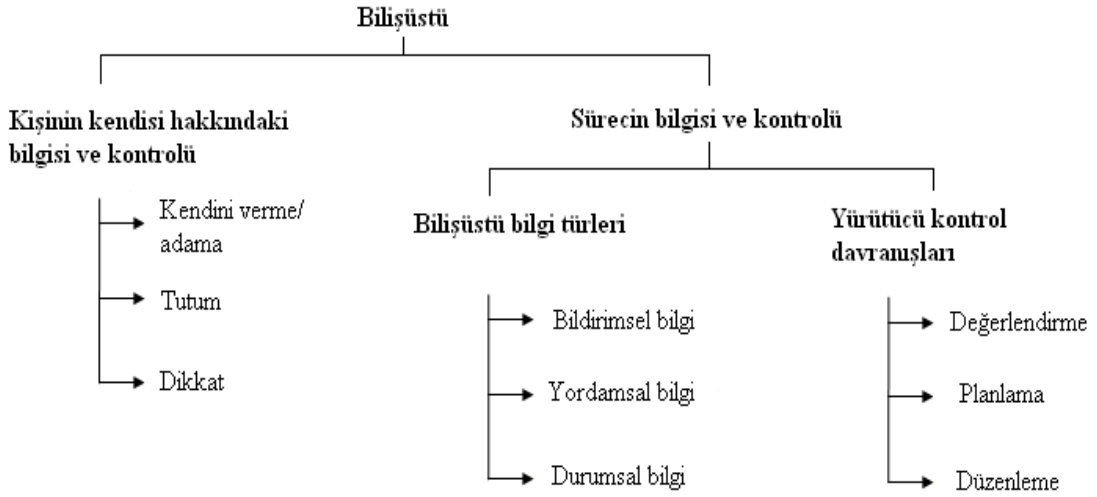 Bilişüstü
Kişinin kendisi hakkındaki
bilgisi ve kontrolü
Kendini verme/
adama
Tutum
Dikkat
Sürecin bilgisi ve kontrolü
Bilişüstü bilgi türleri
Bildirimsel bilgi
Yordamsal bilgi
Durumsal bilgi
Yürütücü kontrol
davranışları
Değerlendirme
Planlama
Düzenleme